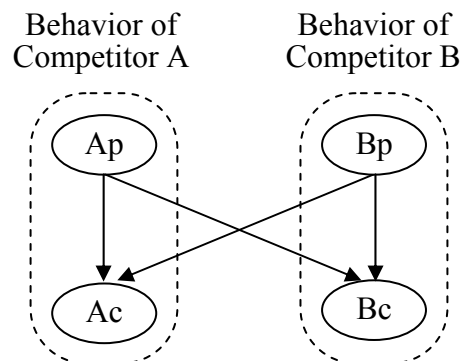 Behavior of
Competitor A
Behavior of
Competitor B
Ap
Bp
Ac
Bc